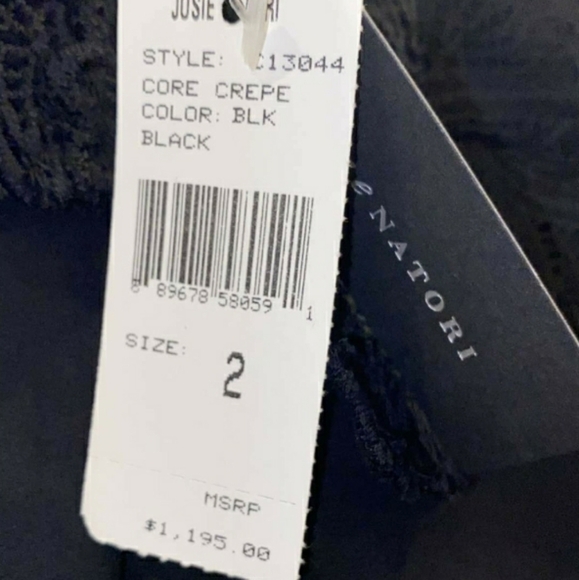 JOSIE
STYLE: C13044
CORE CREPE
COLOR: BLK
BLACK
8 89678 58059 1
SIZE: 2
MSRP
$1,195.00
NATORI